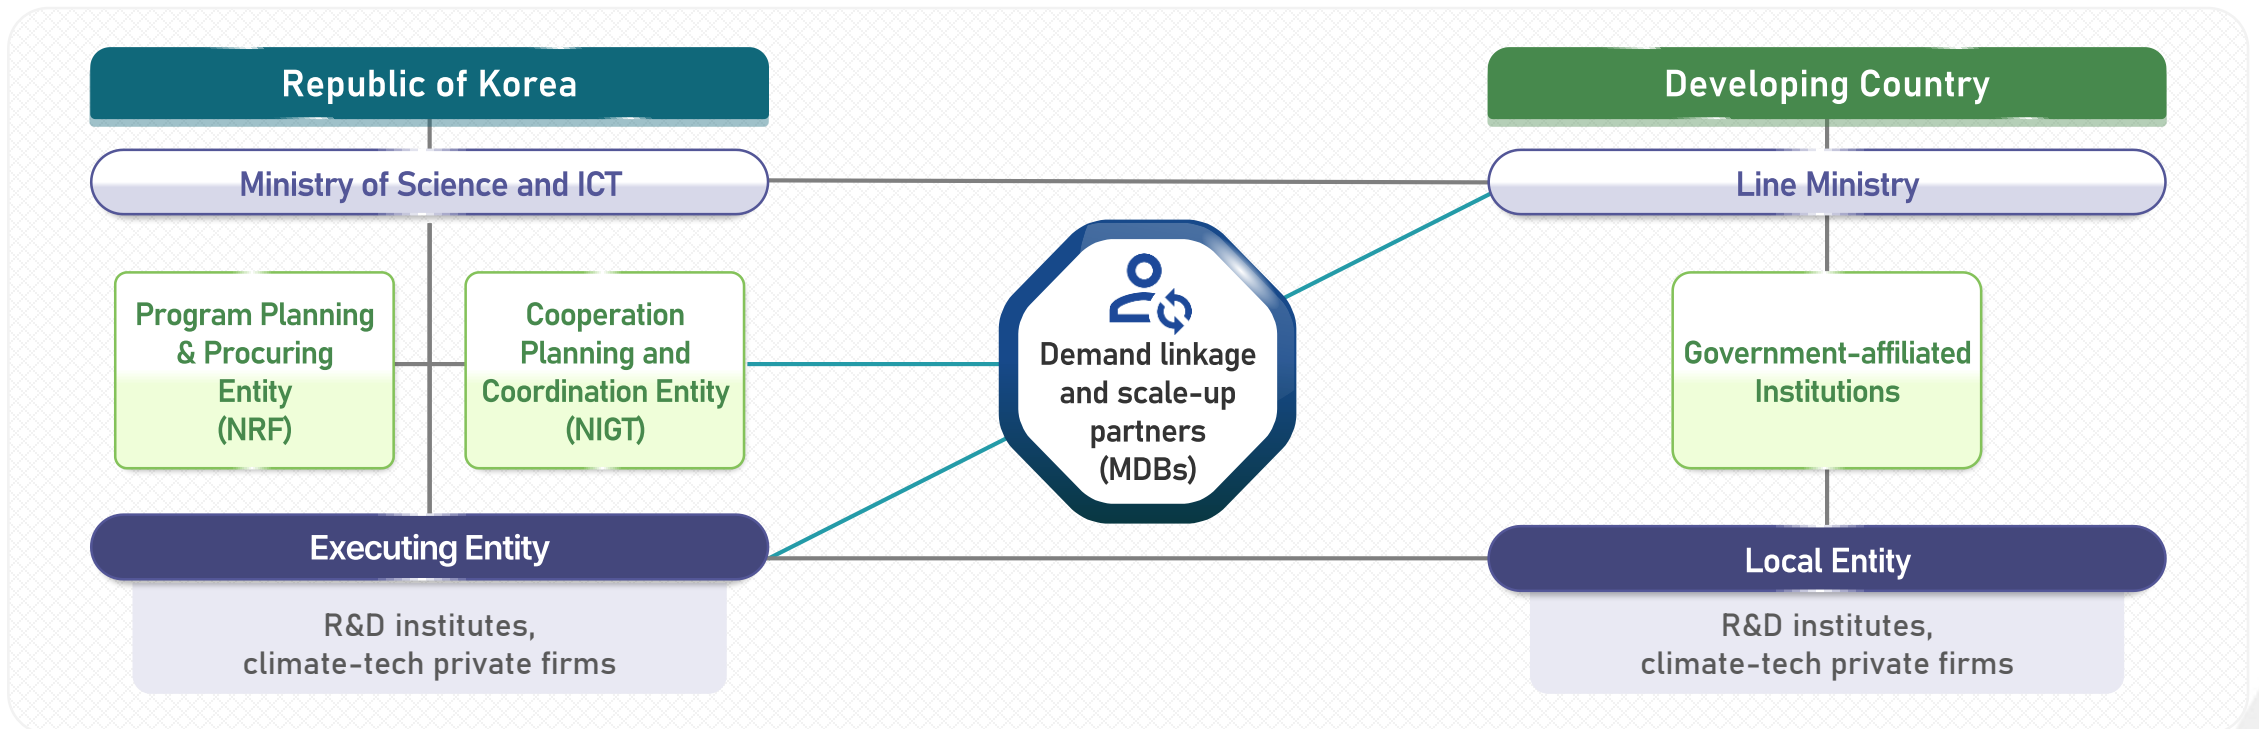 Republic of Korea
Developing Country
Ministry of Science and ICT
Line Ministry
Program Planning
& Procuring
Entity
(NRF)
Cooperation
Planning and
Coordination Entity
(NIGT)
Demand linkage
and scale-up
partners
(MDBs)
Government-affiliated
Institutions
Executing Entity
R&D institutes,
climate-tech private firms
Local Entity
R&D institutes,
climate-tech private firms